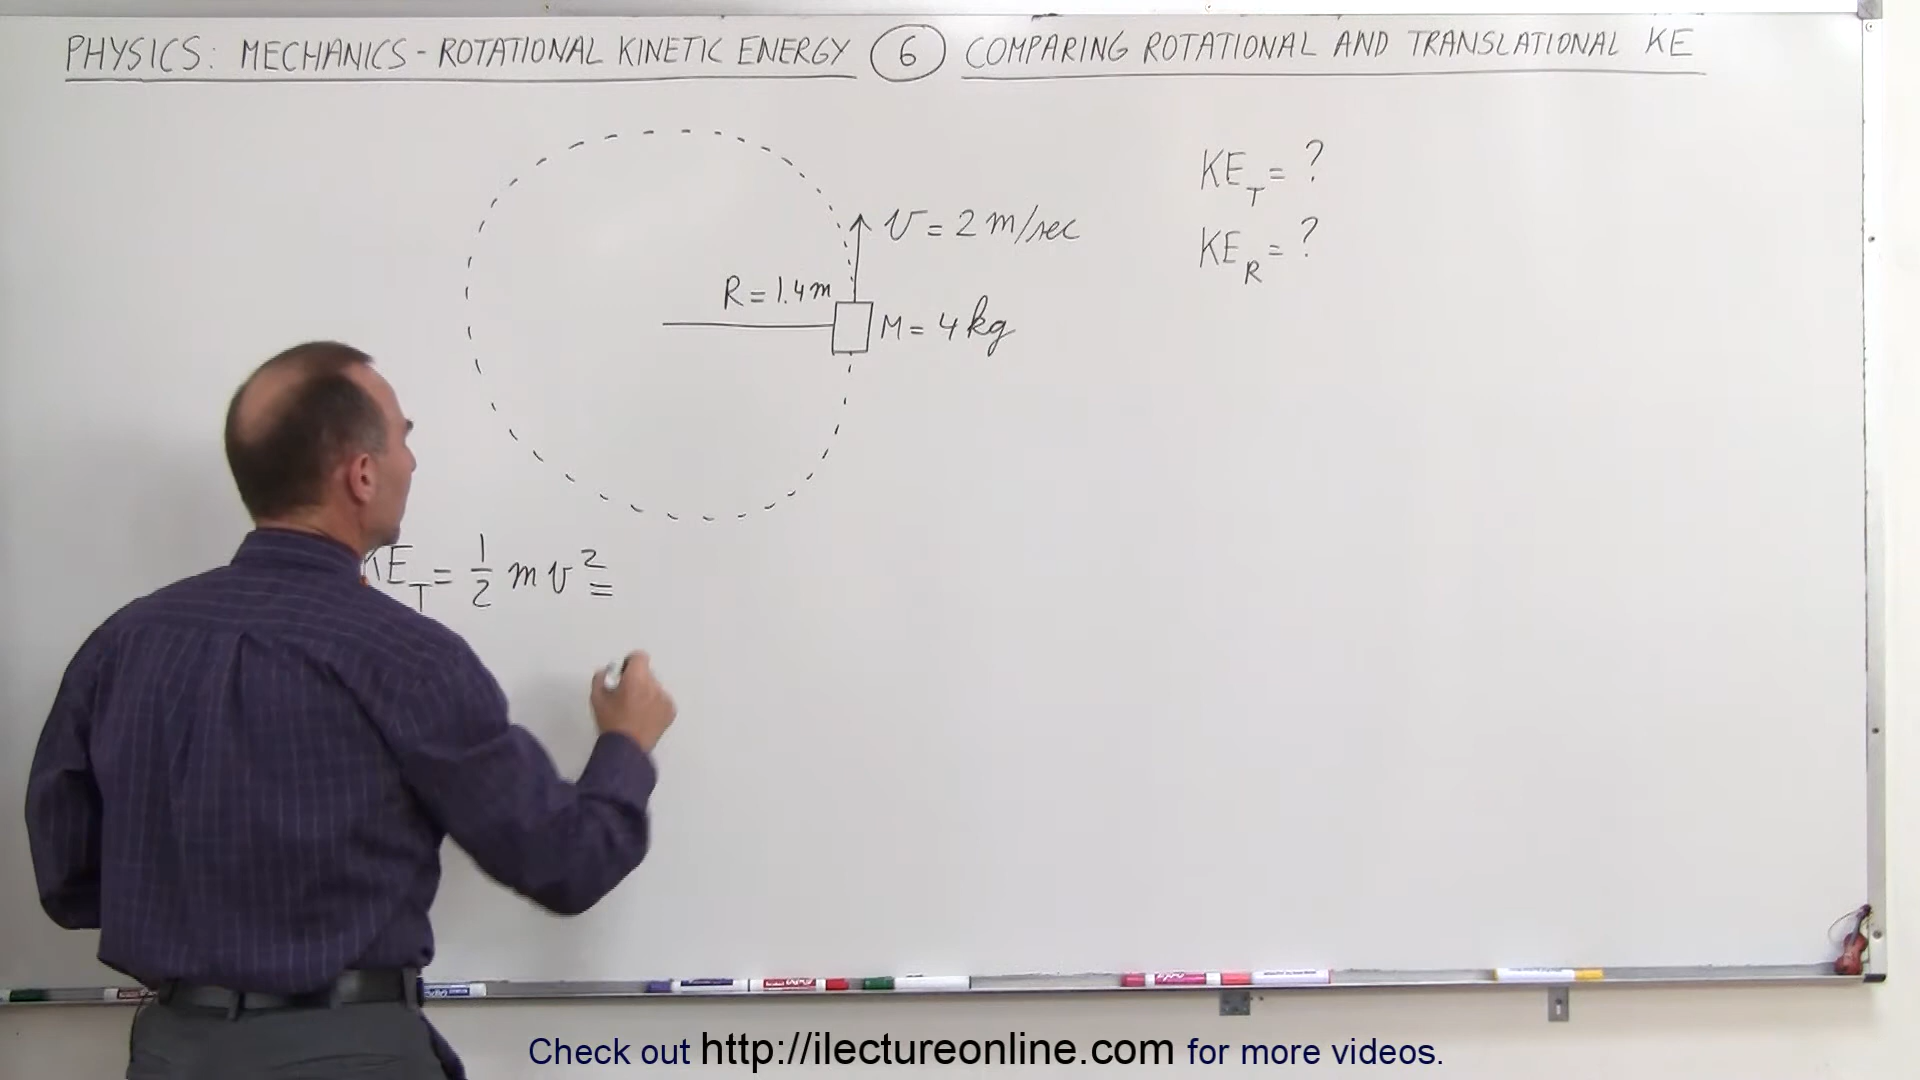 PHYSICS: MECHANICS - ROTATIONAL KINETIC ENERGY 6 COMPARING ROTATIONAL AND TRANSLATIONAL KE
KE_T = ?
v = 2 m/sec
KE_R = ?
R = 1.4 m
M = 4 kg
KE_T = 1/2 m v² =
Check out http://ilectureonline.com for more videos.